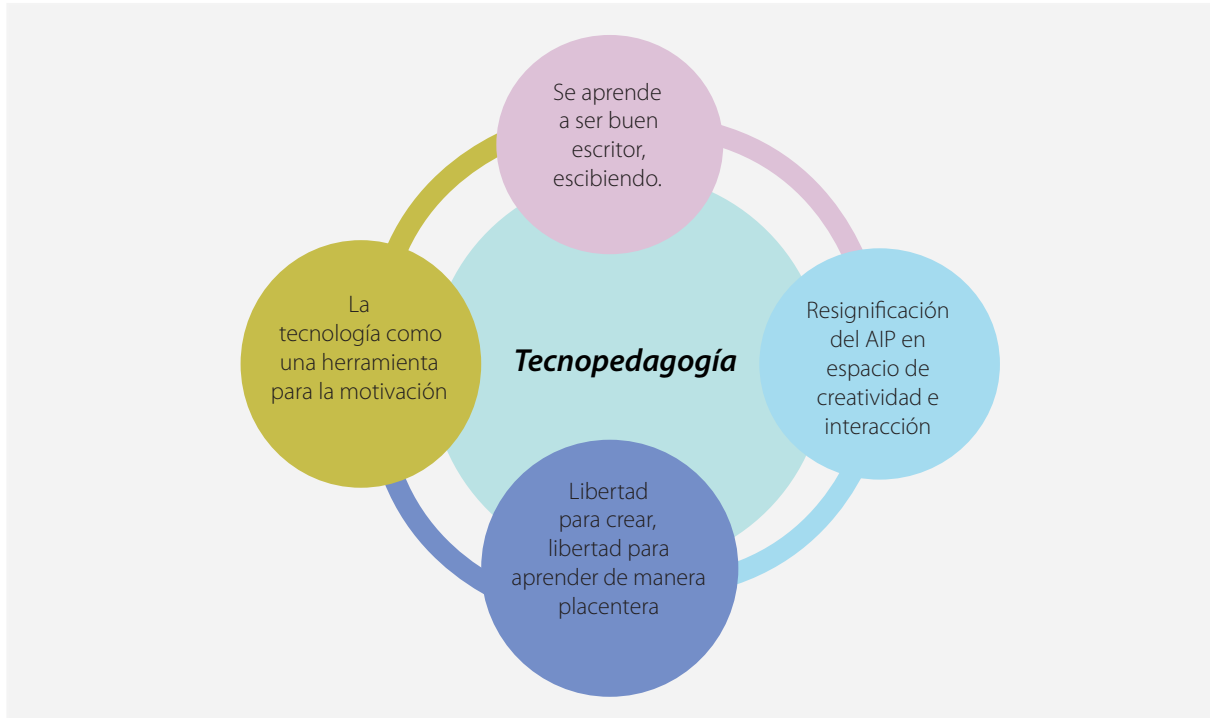 Se aprende
a ser buen
escritor,
escibiendo.
La
tecnología como
una herramienta
para la motivación
Tecnopedagogía
Resignificación
del AIP en
espacio de
creatividad e
interacción
Libertad
para crear,
libertad para
aprender de manera
placentera